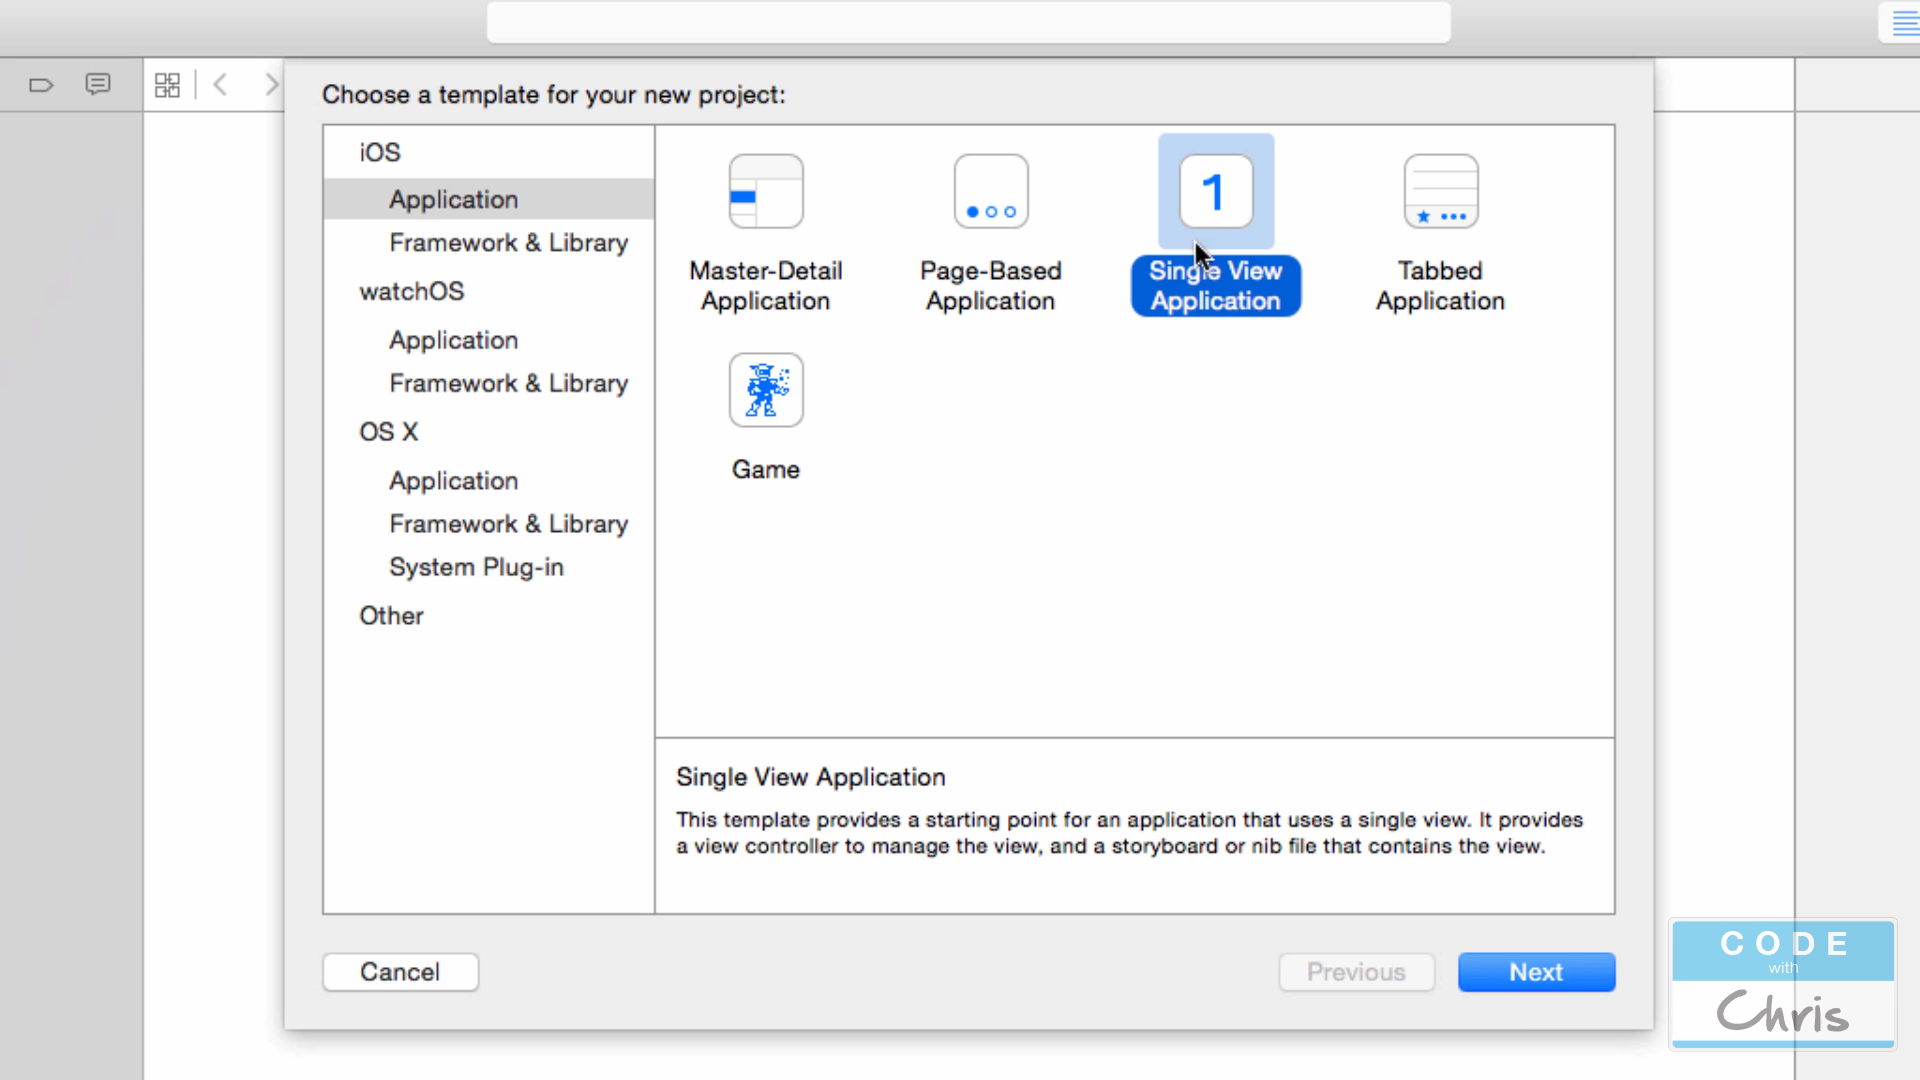 Choose a template for your new project:
iOS
Application
Framework & Library
watchOS
Application
Framework & Library
OS X
Application
Framework & Library
System Plug-in
Other
Master-Detail
Application
Page-Based
Application
1
Single View
Application
Tabbed
Application
Game
Single View Application
This template provides a starting point for an application that uses a single view. It provides
a view controller to manage the view, and a storyboard or nib file that contains the view.
Cancel
Previous
Next
CODE
with
Chris